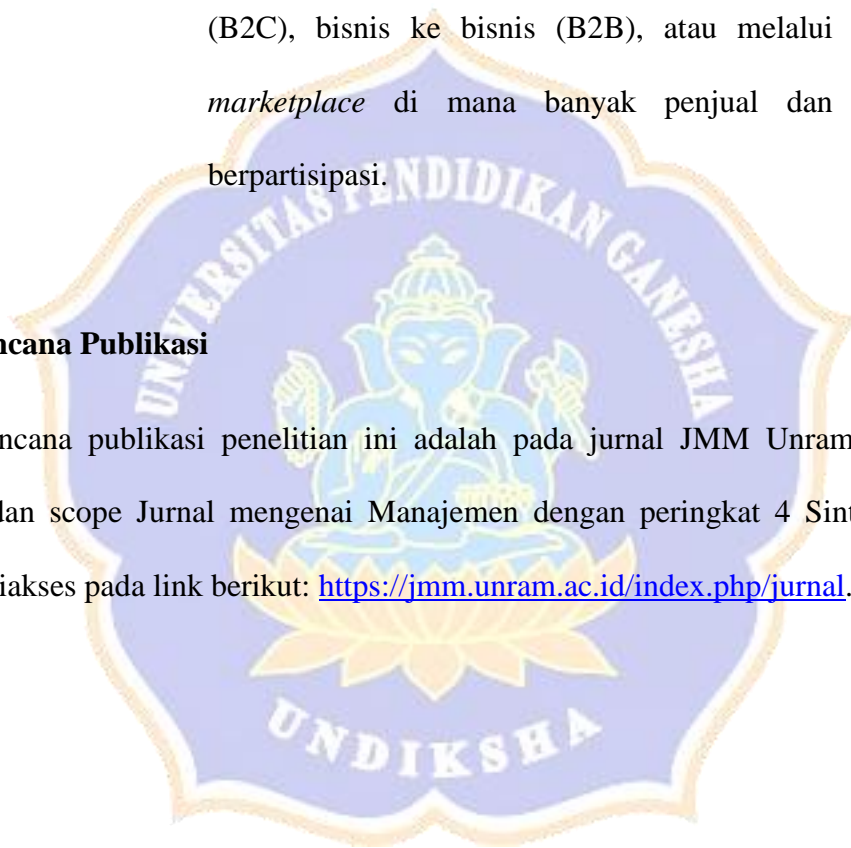 (B2C), bisnis ke bisnis (B2B), atau melalui
marketplace di mana banyak penjual dan
berpartisipasi.
UNIVERSITAS PENDIDIKAN GANESHA
ncana Publikasi
ncana publikasi penelitian ini adalah pada jurnal JMM Unram
dan scope Jurnal mengenai Manajemen dengan peringkat 4 Sint
iakses pada link berikut: https://jmm.unram.ac.id/index.php/jurnal.
UNDIKSHA